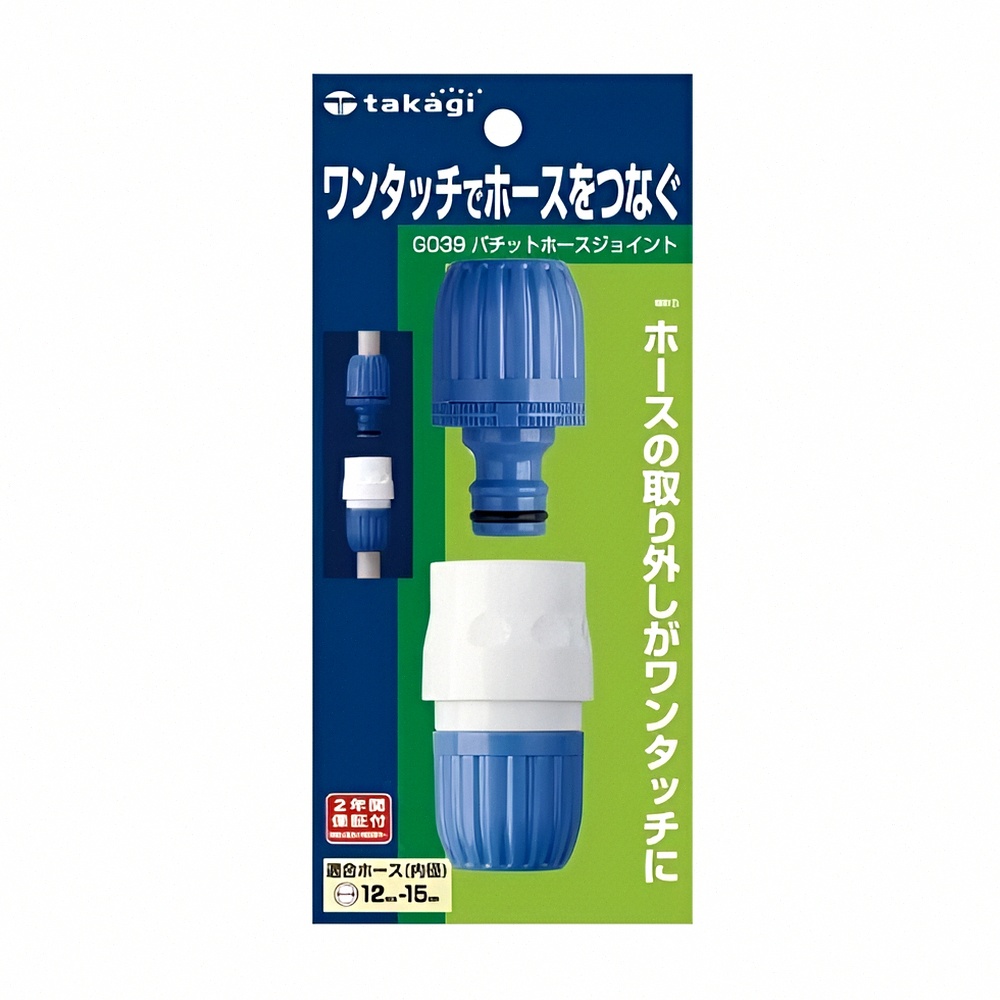 takagi
ワンタッチでホースをつなぐ
G039 パチットホースジョイント
ホースの取り外しがワンタッチに
2年間
保証付
適合ホース(内径)
12mm-15mm